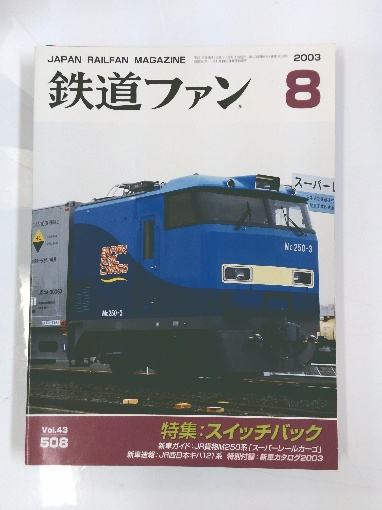 JAPAN RAILFAN MAGAZINE
2003
鉄道ファン
8
スーパーレ
Mc250-3
Mc250-3
Vol.43
508
特集:スイッチバック
新車ガイド:JR貨物M250系「スーパーレールカーゴ」
新車速報:JR西日本キハ121系 特別付録:新車カタログ2003